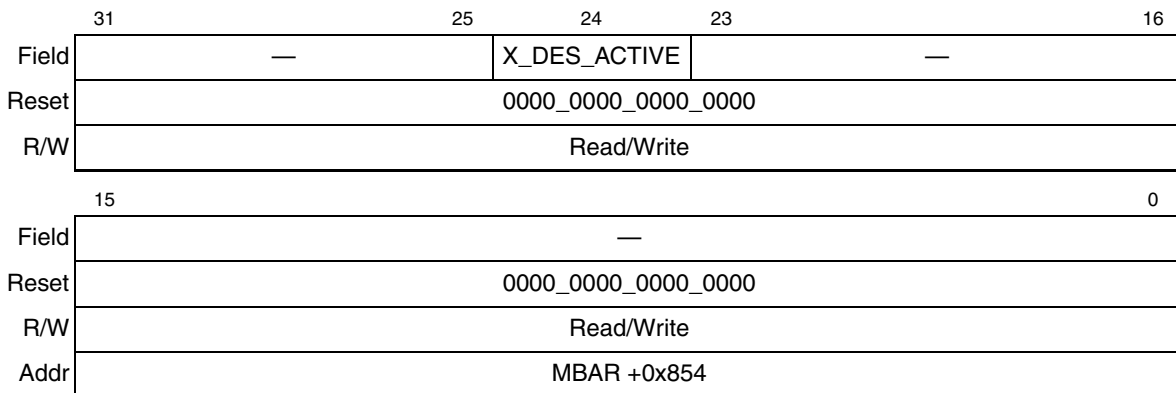 31 25 24 23 16
Field — X_DES_ACTIVE —
Reset 0000_0000_0000_0000
R/W Read/Write
15 0
Field —
Reset 0000_0000_0000_0000
R/W Read/Write
Addr MBAR +0x854